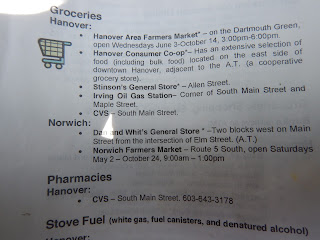 Groceries
Hanover:
• Hanover Area Farmers Market* – on the Dartmouth Green,
open Wednesdays June 3-October 14, 3:00pm-6:00pm.
• Hanover Consumer Co-op*– Has an extensive selection of
food (including bulk food) located on the east side of
downtown Hanover, adjacent to the A.T. (a cooperative
grocery store).
• Stinson's General Store* – Allen Street.
• Irving Oil Gas Station– Corner of South Main Street and
Maple Street.
• CVS – South Main Street.
Norwich:
• Dan and Whit's General Store * –Two blocks west on Main
Street from the intersection of Elm Street. (A.T.)
• Norwich Farmers Market – Route 5 South, open Saturdays
May 2 – October 24, 9:00am – 1:00pm
Pharmacies
Hanover:
• CVS – South Main Street. 603-643-3178
Stove Fuel (white gas, fuel canisters, and denatured alcohol)
Hanover: